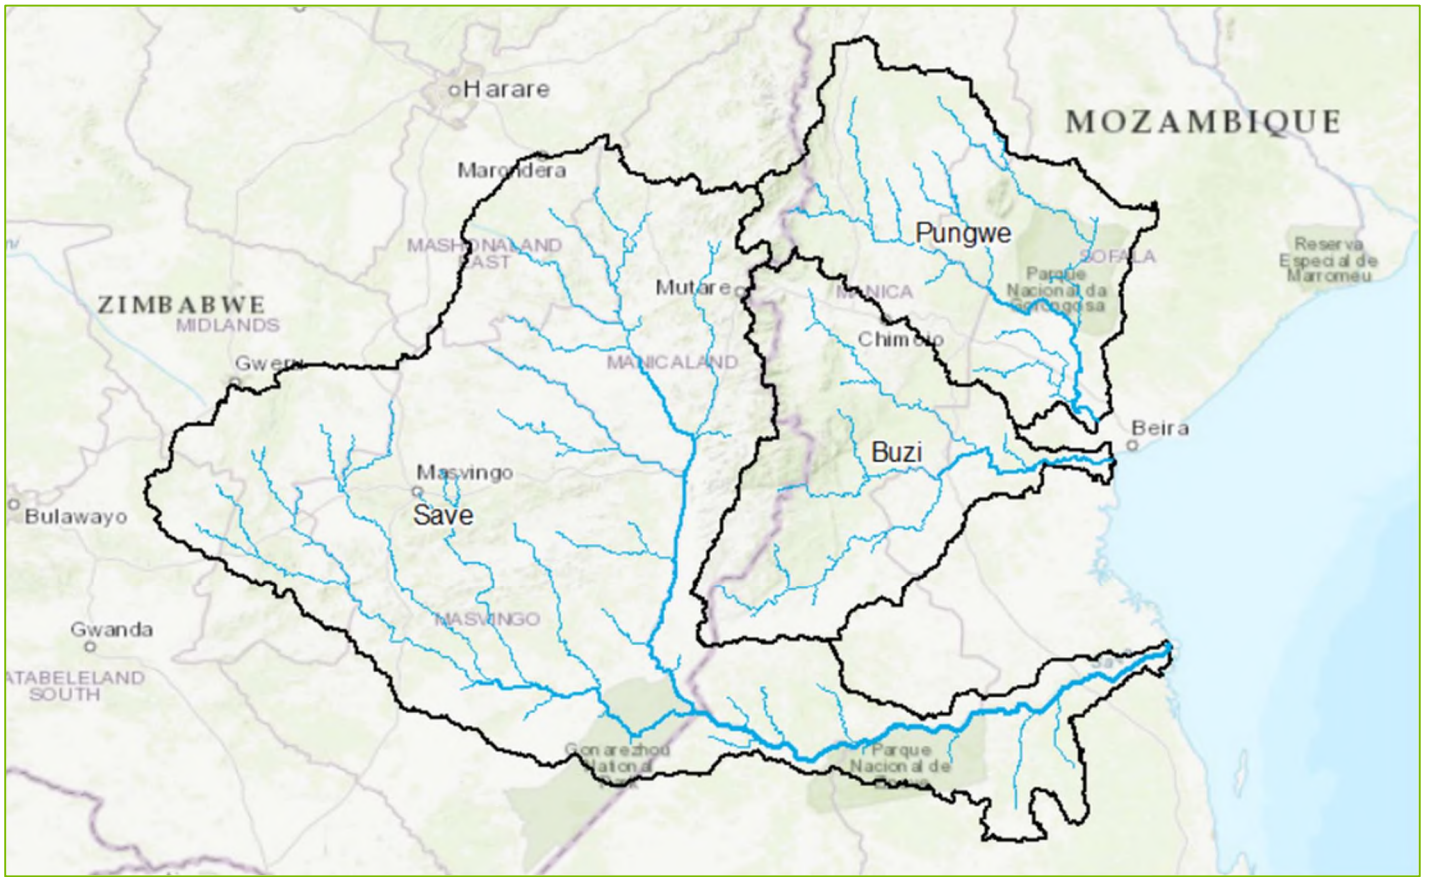 Harare
MOZAMBIQUE
Marondera
Pungwe
MASHONALAND
EAST
SOFALA
Reserva
Especial de
Marromeu
Parque
Nacional da
Gorongosa
Mutare
MANICA
ZIMBABWE
MIDLANDS
Chimoio
Gweru
MANICALAND
Beira
Buzi
Masvingo
Save
Bulawayo
MASVINGO
Gwanda
Save
ATABELELAND
SOUTH
Gonarezhou
National
Park
Parque
Nacional de